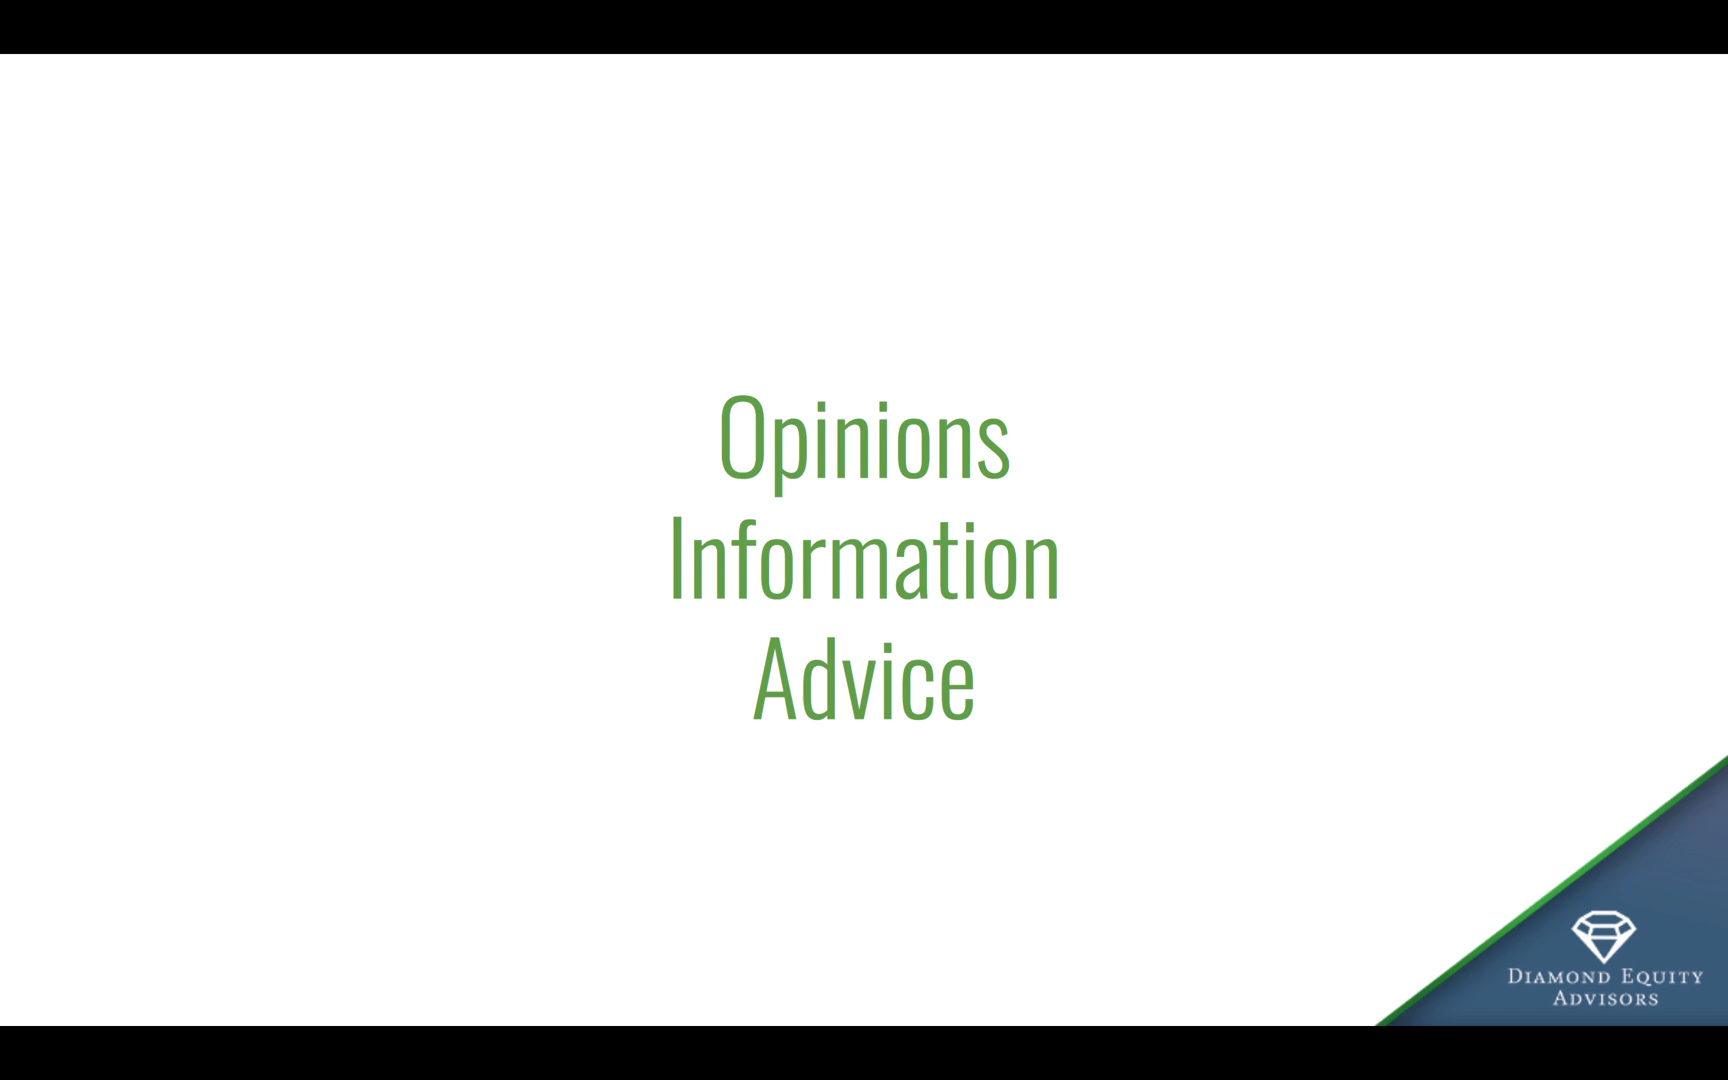 Opinions
Information
Advice
Diamond Equity
Advisors